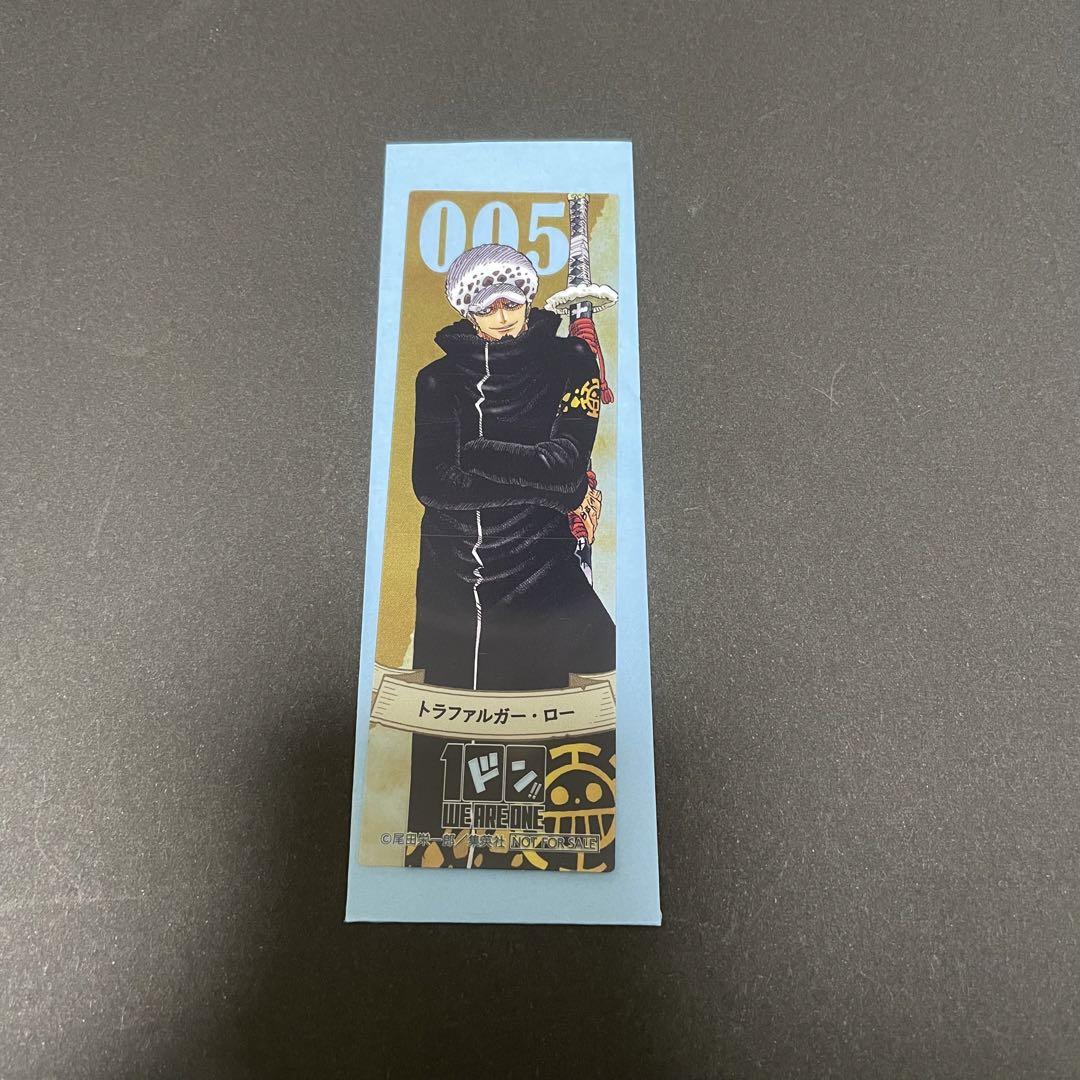 005
トラファルガー・ロー
1ドン!!
WE ARE ONE
©尾田栄一郎／集英社 NOT FOR SALE